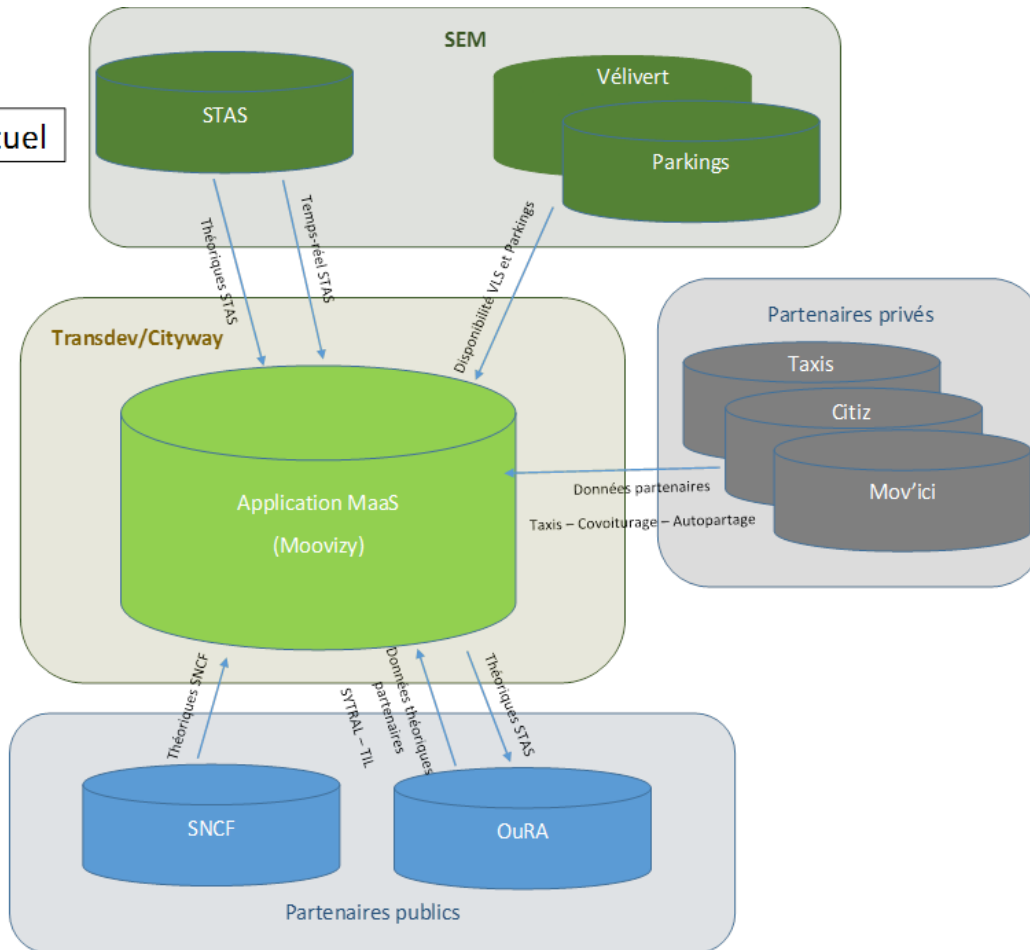 SEM
STAS
Vélivert
Parkings
tuel
Théoriques STAS
Temps-réel STAS
Disponibilité VLS et Parkings
Transdev/Cityway
Partenaires privés
Taxis
Citiz
Mov'ici
Application MaaS
(Moovizy)
Données partenaires
Taxis – Covoiturage – Autopartage
Théoriques SNCF
Données théoriques
partenaires
SYTRAL – TIL
Théoriques STAS
SNCF
OuRA
Partenaires publics